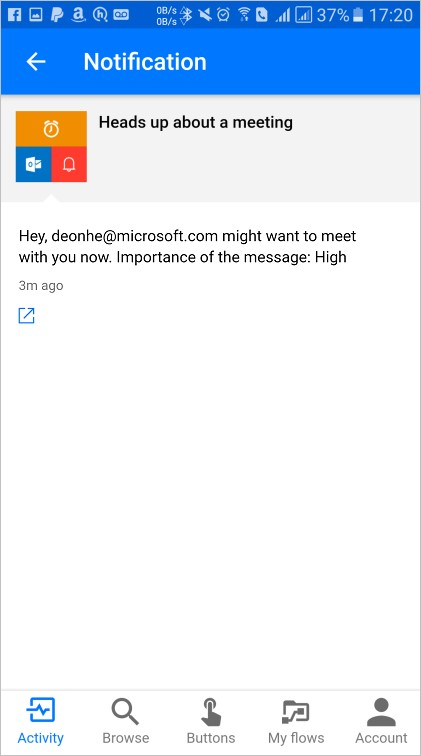 0B/s
0B/s
37% 17:20
Notification
Heads up about a meeting
Hey, deonhe@microsoft.com might want to meet
with you now. Importance of the message: High
3m ago
Activity Browse Buttons My flows Account